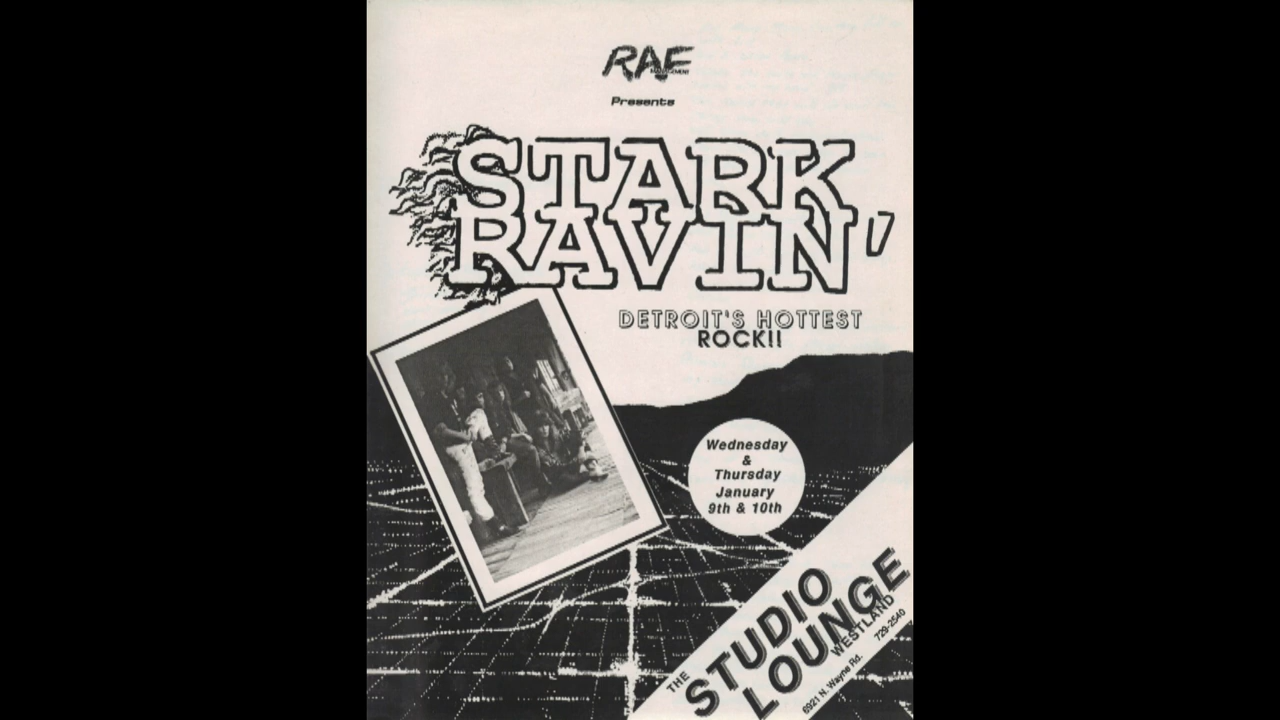 RAE
MANAGEMENT
Presents
STARK
RAVIN'
DETROIT'S HOTTEST
ROCK!!
Wednesday
&
Thursday
January
9th & 10th
THE
STUDIO
LOUNGE
WESTLAND
6921 N. Wayne Rd.
729-2540